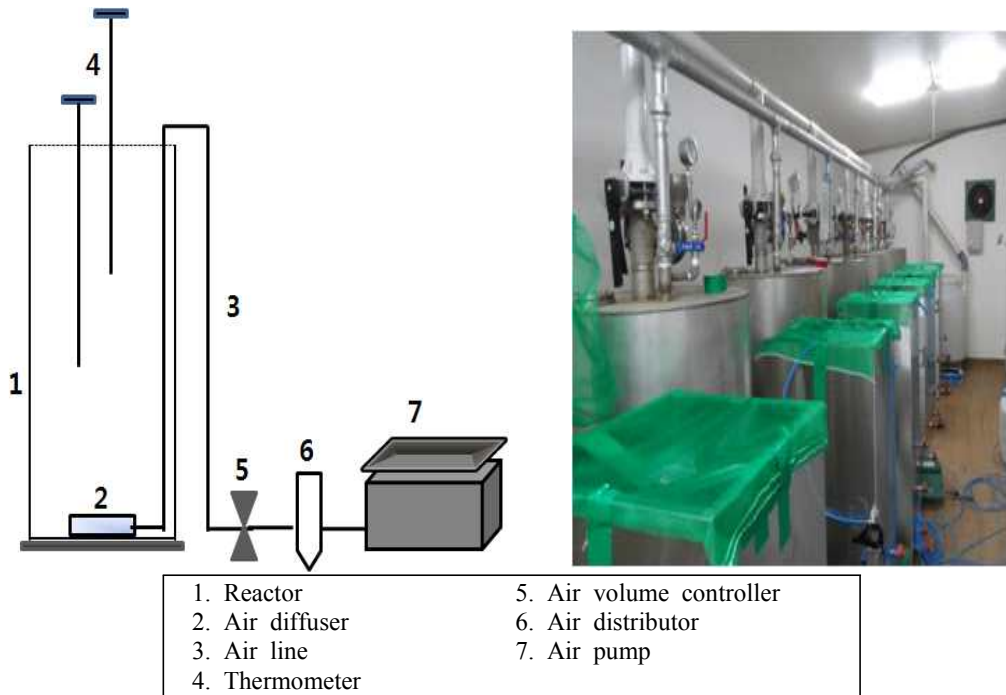 4
3
1
7
6
5
2
1. Reactor
2. Air diffuser
3. Air line
4. Thermometer
5. Air volume controller
6. Air distributor
7. Air pump